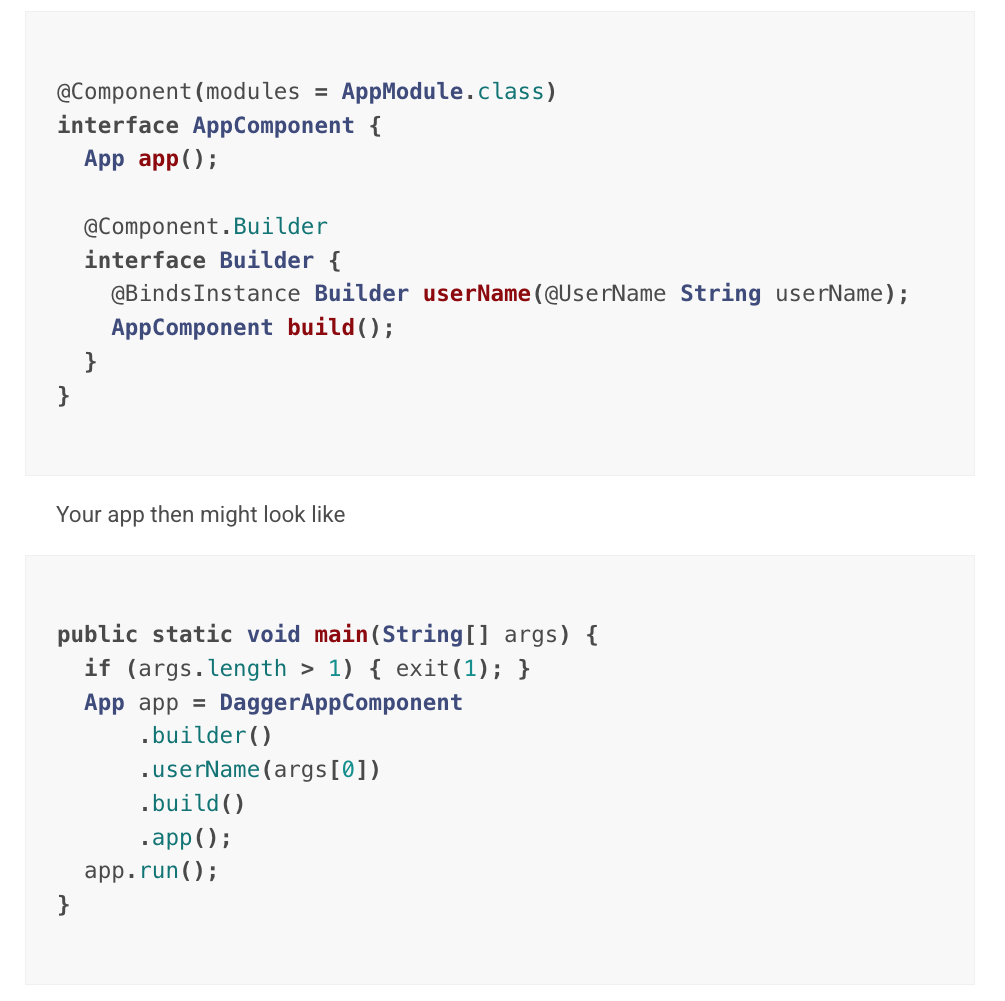 @Component(modules = AppModule.class)
interface AppComponent {
  App app();

  @Component.Builder
  interface Builder {
    @BindsInstance Builder userName(@UserName String userName);
    AppComponent build();
  }
}
Your app then might look like
public static void main(String[] args) {
  if (args.length > 1) { exit(1); }
  App app = DaggerAppComponent
      .builder()
      .userName(args[0])
      .build()
      .app();
  app.run();
}